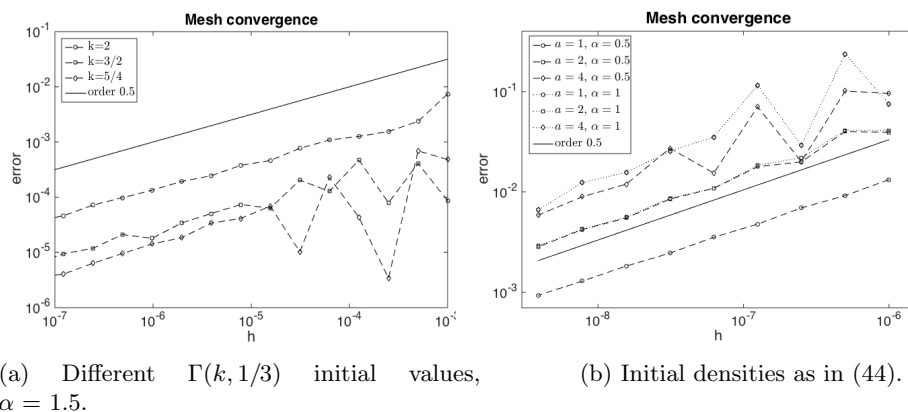 Mesh convergence
10^-1
10^-2
10^-3
10^-4
10^-5
10^-6
error
k=2
k=3/2
k=5/4
order 0.5
10^-7
10^-6
10^-5
10^-4
10
h
(a) Different Γ(k, 1/3) initial values,
α = 1.5.
Mesh convergence
10^-1
10^-2
10^-3
error
a = 1, α = 0.5
a = 2, α = 0.5
a = 4, α = 0.5
a = 1, α = 1
a = 2, α = 1
a = 4, α = 1
order 0.5
10^-8
10^-7
10^-6
h
(b) Initial densities as in (44).